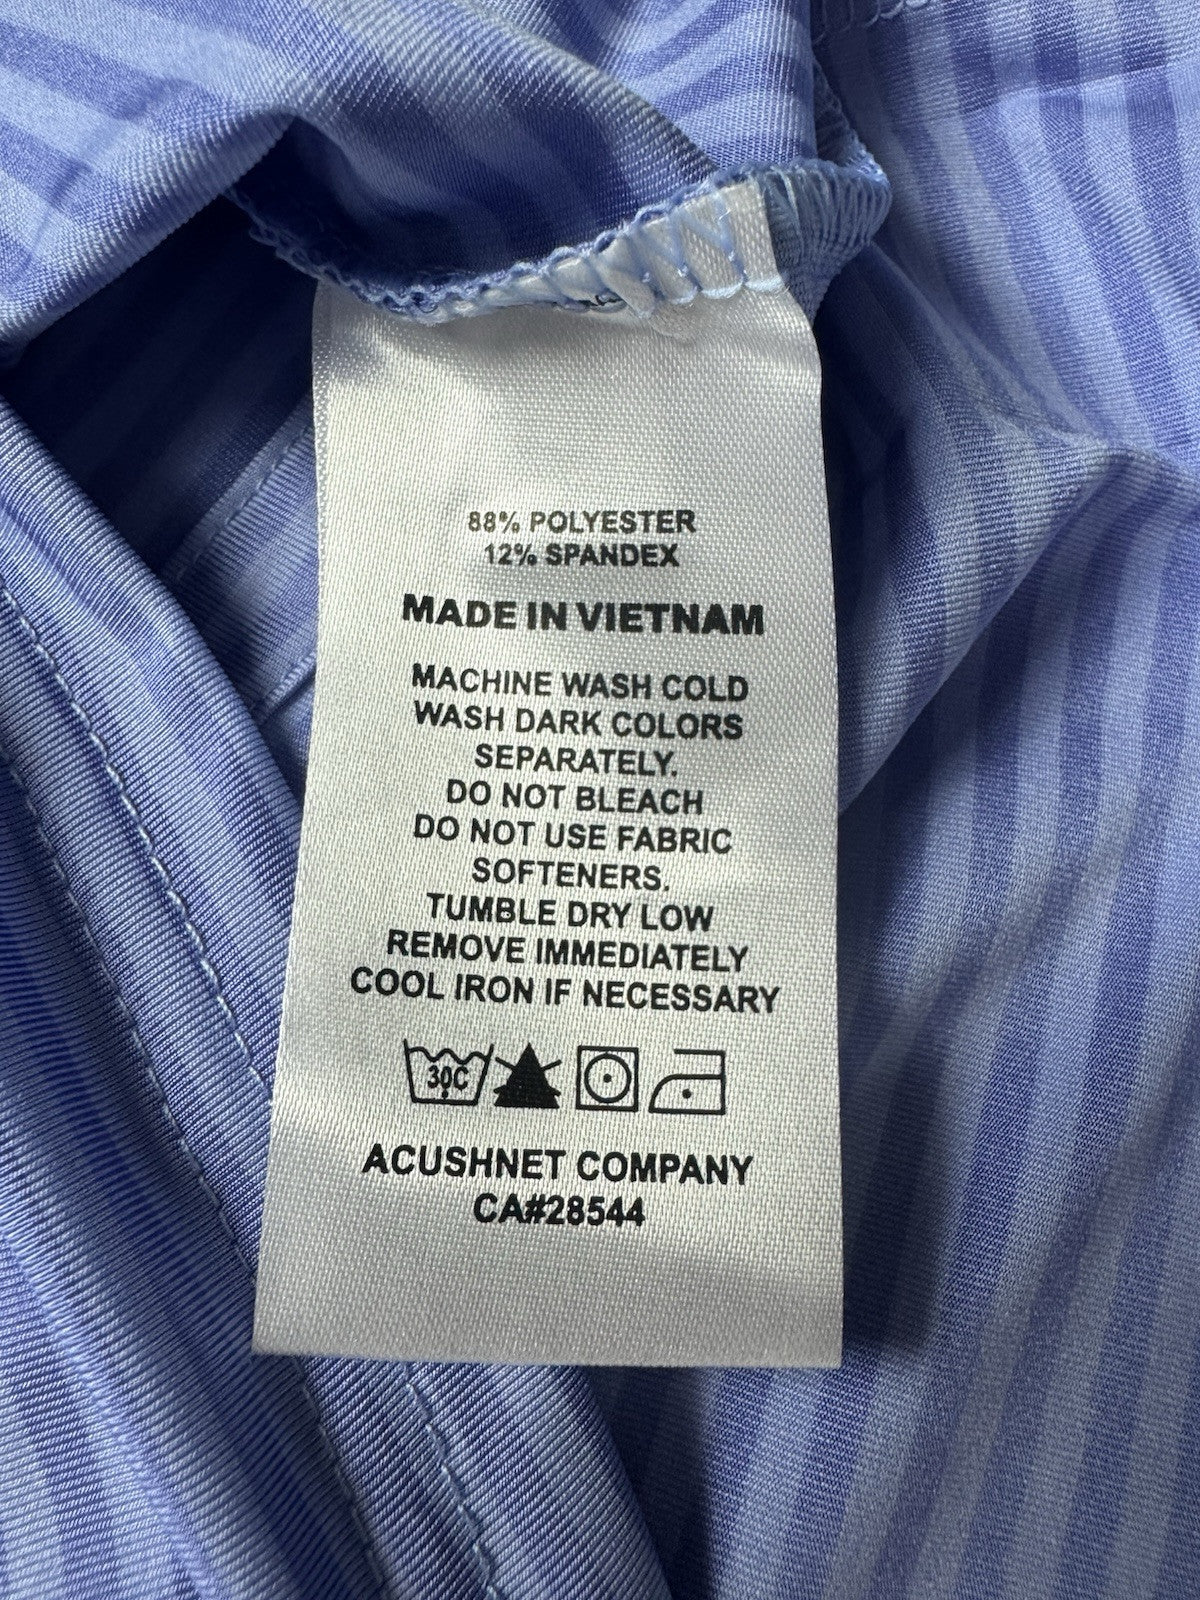 88% POLYESTER
12% SPANDEX
MADE IN VIETNAM
MACHINE WASH COLD
WASH DARK COLORS
SEPARATELY.
DO NOT BLEACH
DO NOT USE FABRIC
SOFTENERS.
TUMBLE DRY LOW
REMOVE IMMEDIATELY
COOL IRON IF NECESSARY
30C
ACUSHNET COMPANY
CA#28544